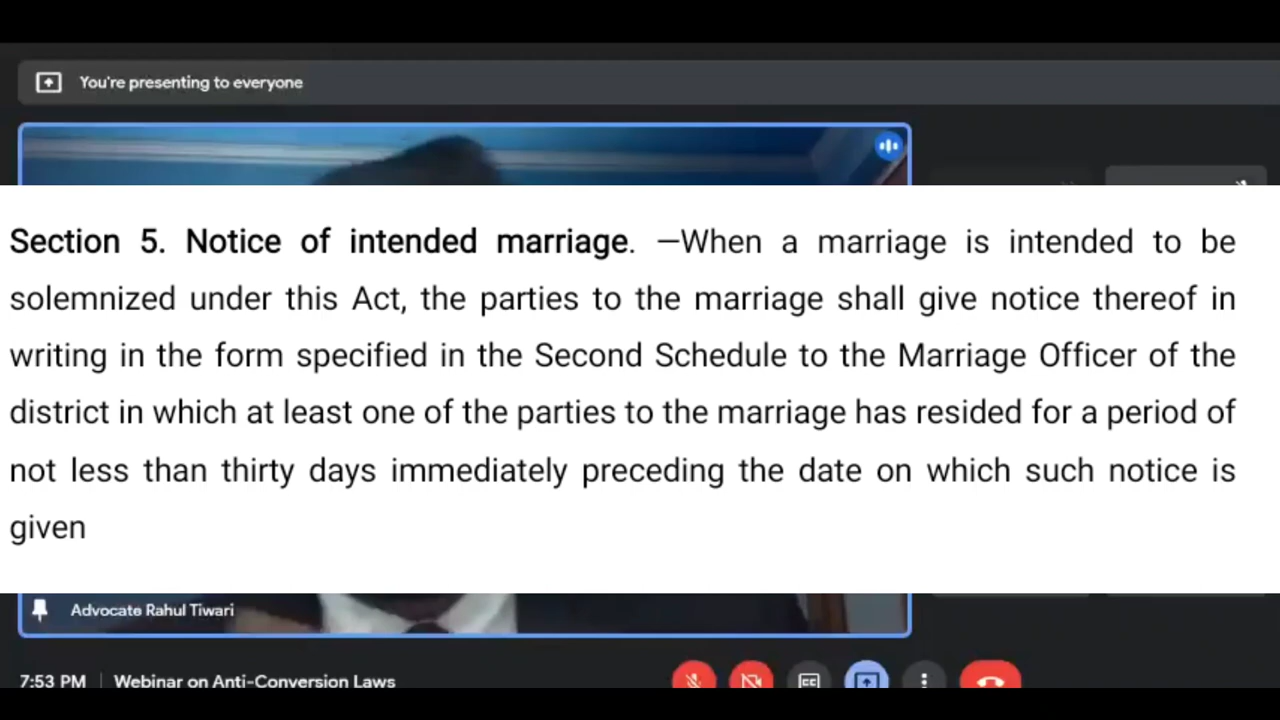 You're presenting to everyone
Section 5. Notice of intended marriage. —When a marriage is intended to be
solemnized under this Act, the parties to the marriage shall give notice thereof in
writing in the form specified in the Second Schedule to the Marriage Officer of the
district in which at least one of the parties to the marriage has resided for a period of
not less than thirty days immediately preceding the date on which such notice is
given
Advocate Rahul Tiwari
7:53 PM | Webinar on Anti-Conversion Laws
CC